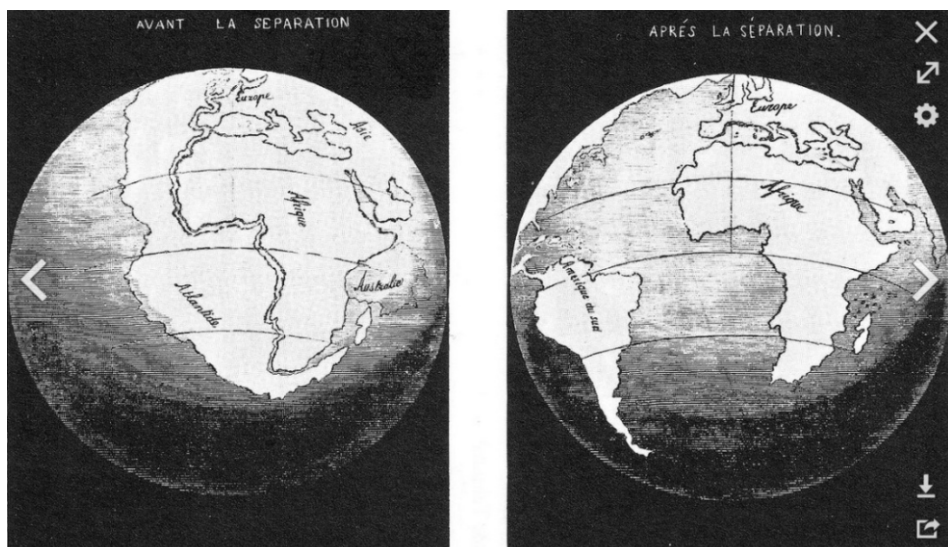 AVANT LA SEPARATION
Europe
Asie
Afrique
Atlantide
Australie
APRÉS LA SÉPARATION.
Europe
Afrique
Amérique du sud